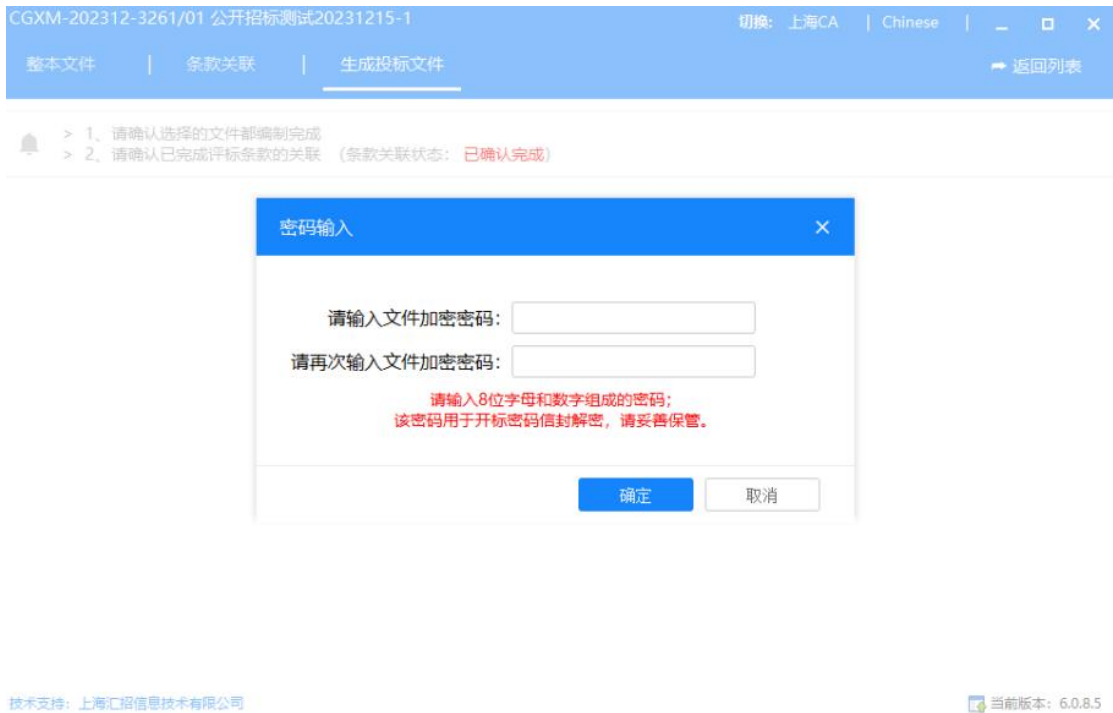 CGXM-202312-3261/01 公开招标测试20231215-1
切换: 上海CA | Chinese |
整本文件 | 条款关联 | 生成投标文件
返回列表
> 1、请确认选择的文件都编制完成
> 2、请确认已完成评标条款的关联 (条款关联状态: 已确认完成)
密码输入
请输入文件加密密码:
请再次输入文件加密密码:
请输入8位字母和数字组成的密码;
该密码用于开标密码信封解密,请妥善保管。
确定
取消
技术支持: 上海汇招信息技术有限公司
当前版本: 6.0.8.5